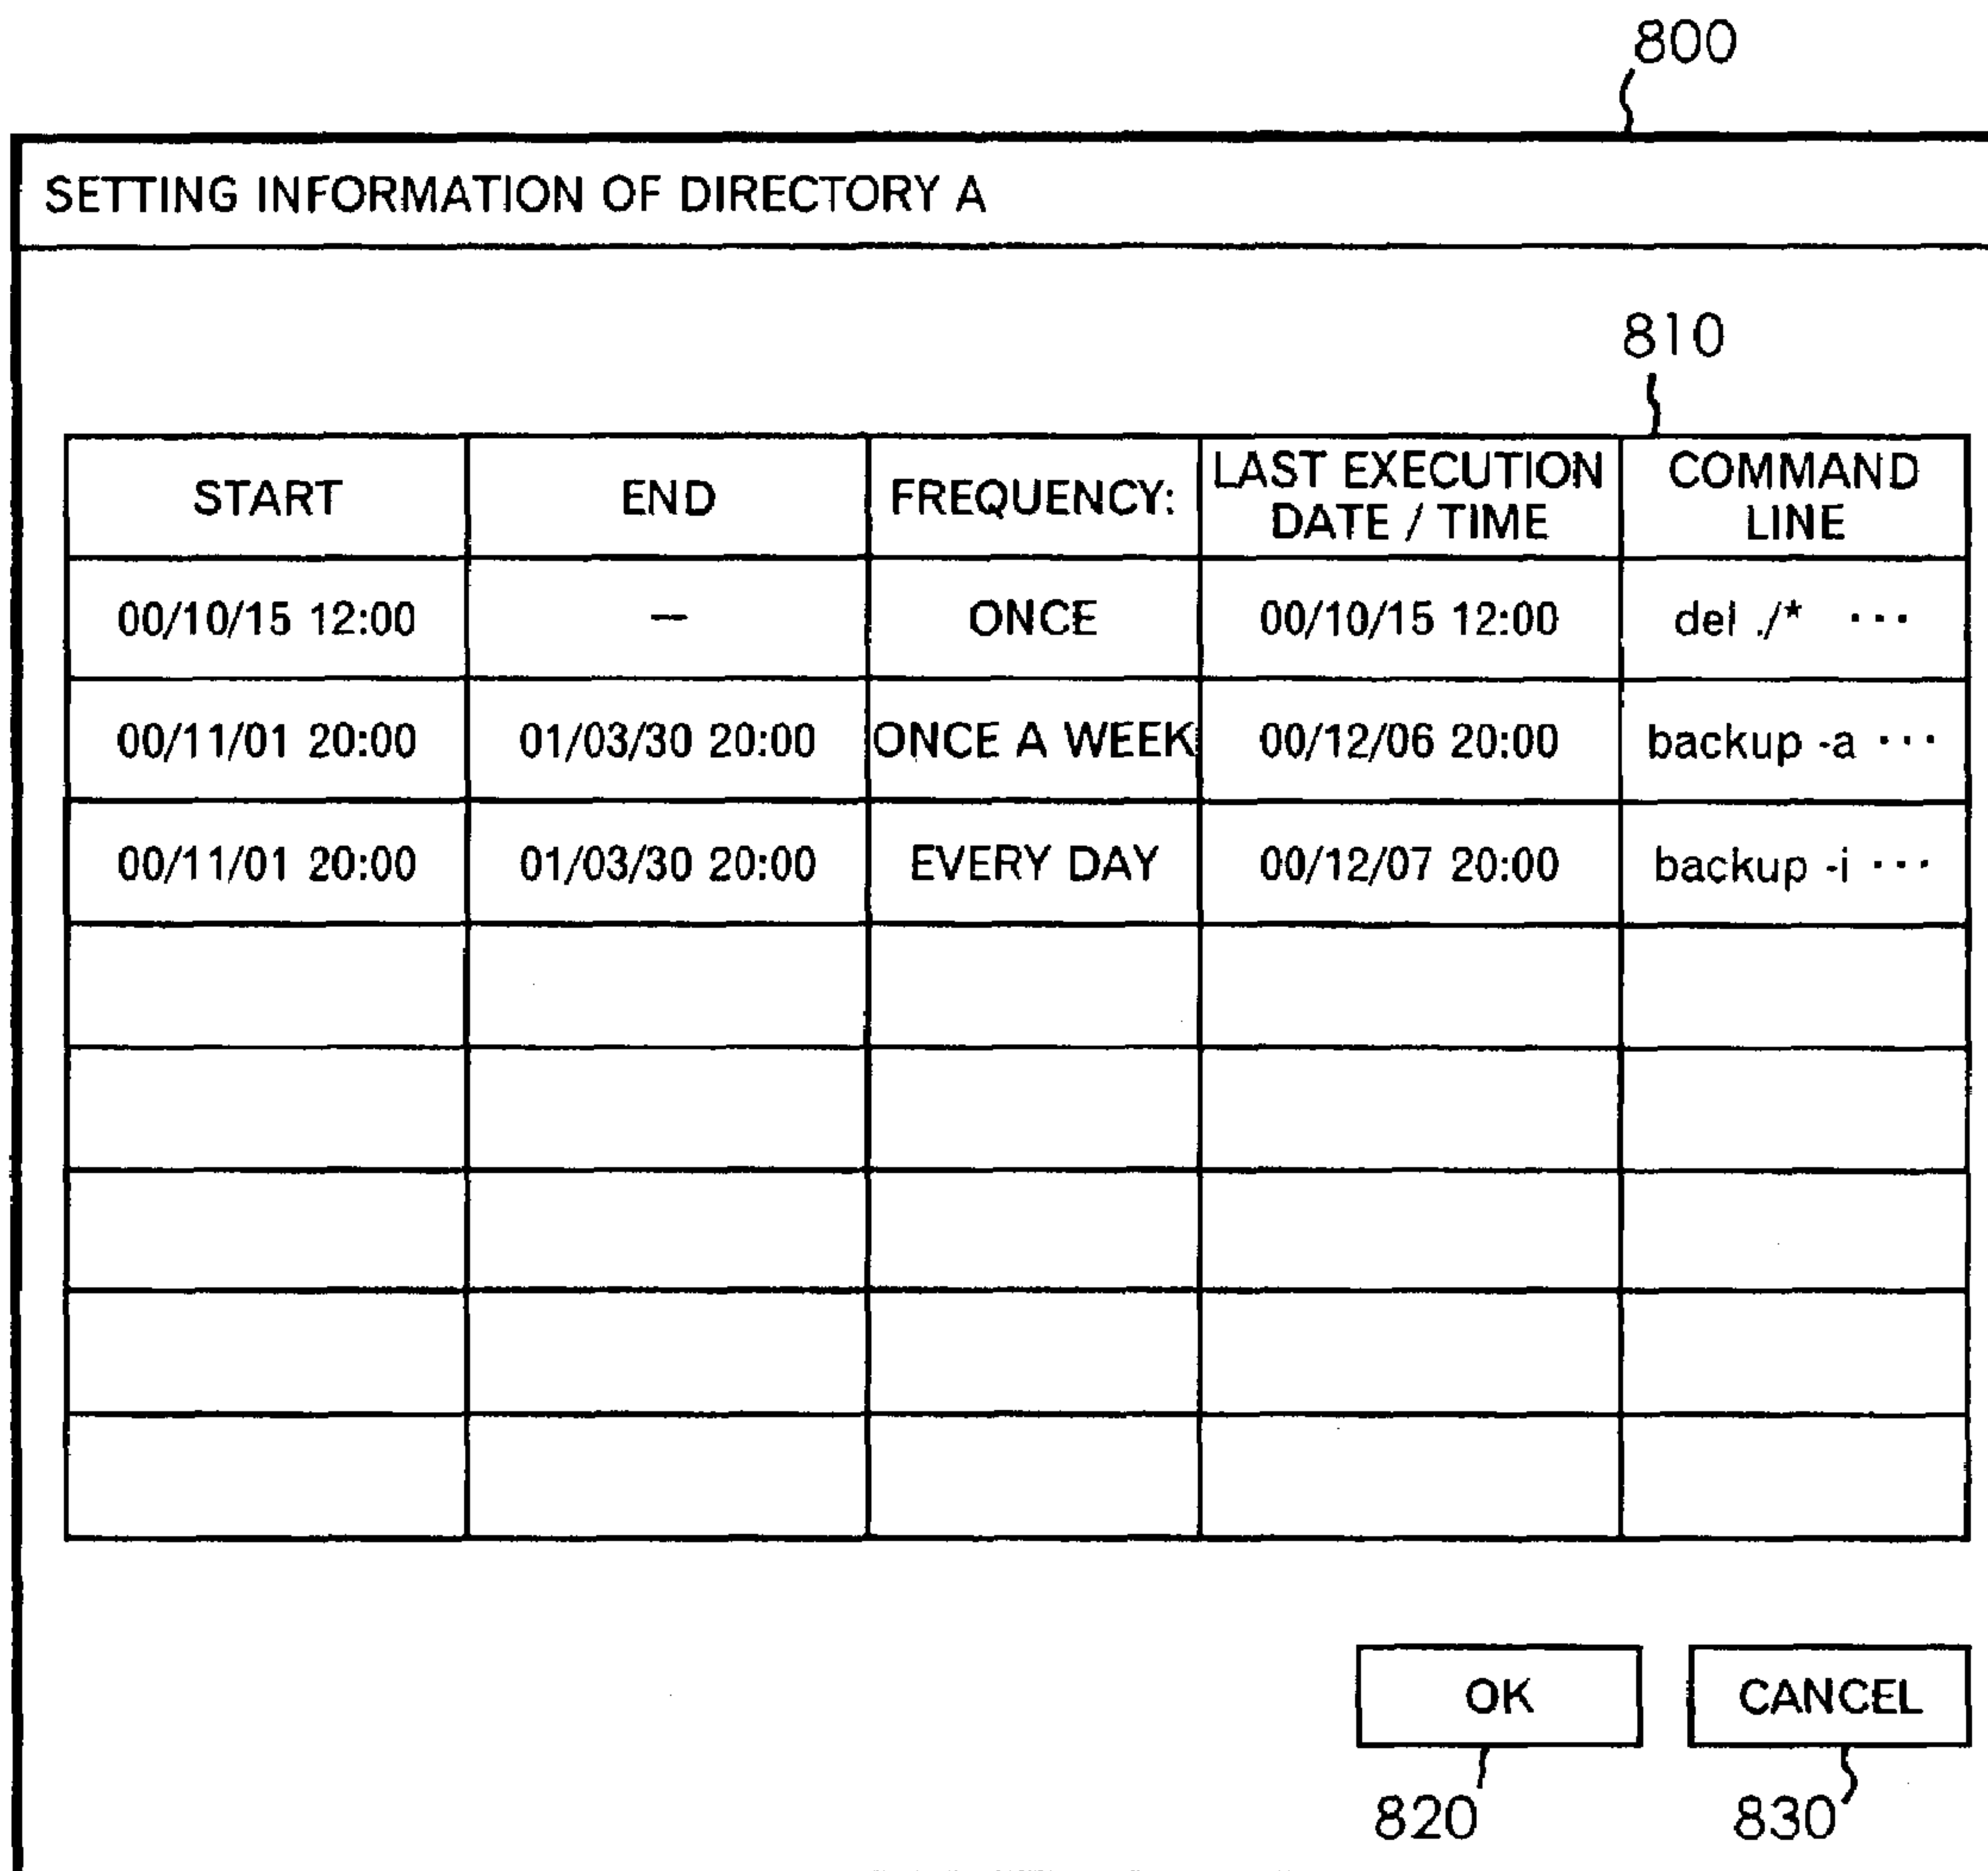 800
SETTING INFORMATION OF DIRECTORY A
810
START END FREQUENCY: LAST EXECUTION DATE / TIME COMMAND LINE
00/10/15 12:00 — ONCE 00/10/15 12:00 del ./* ···
00/11/01 20:00 01/03/30 20:00 ONCE A WEEK 00/12/06 20:00 backup -a ···
00/11/01 20:00 01/03/30 20:00 EVERY DAY 00/12/07 20:00 backup -i ···
OK CANCEL
820 830